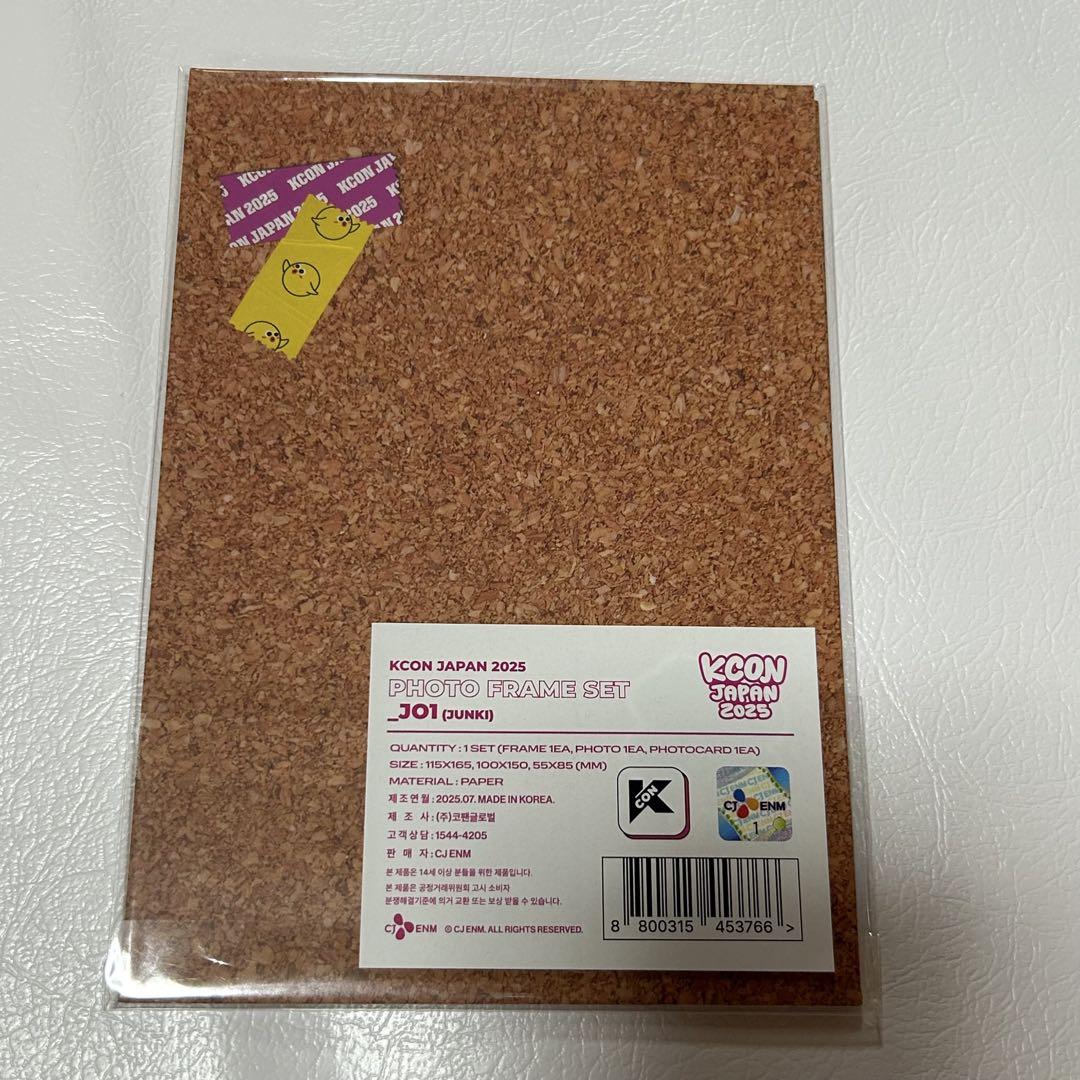 KCON JA
KCON JAPAN 2025
PHOTO FRAME SET
_JO1 (JUNKI)
KCON
JAPAN
2025
QUANTITY : 1 SET (FRAME 1EA, PHOTO 1EA, PHOTOCARD 1EA)
SIZE : 115X165, 100X150, 55X85 (MM)
MATERIAL : PAPER
제조연월 : 2025.07. MADE IN KOREA.
제 조 사 : (주)코팬글로벌
고객상담 : 1544-4205
판 매 자 : CJ ENM
본 제품은 14세 이상 분들을 위한 제품입니다.
본 제품은 공정거래위원회 고시 소비자
분쟁해결기준에 의거 교환 또는 보상 받을 수 있습니다.
CJ ENM © CJ ENM. ALL RIGHTS RESERVED.
K CON
CJ ENM
1
8 800315 453766 >